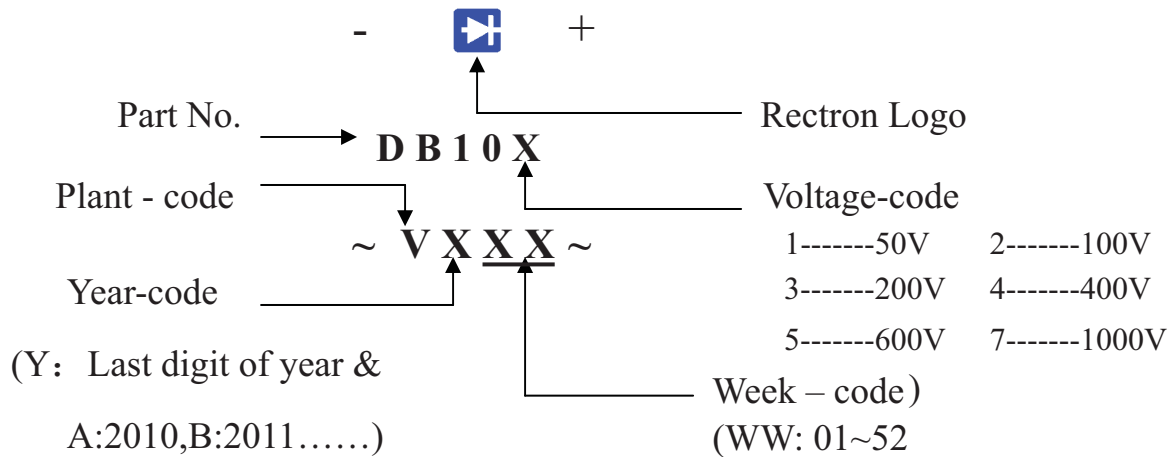 - +
Part No.
Rectron Logo
D B 1 0 X
Plant - code
Voltage-code
~ V X X X ~
1-------50V 2-------100V
Year-code
3-------200V 4-------400V
5-------600V 7-------1000V
(Y：Last digit of year &
Week – code)
A:2010,B:2011……)
(WW: 01~52